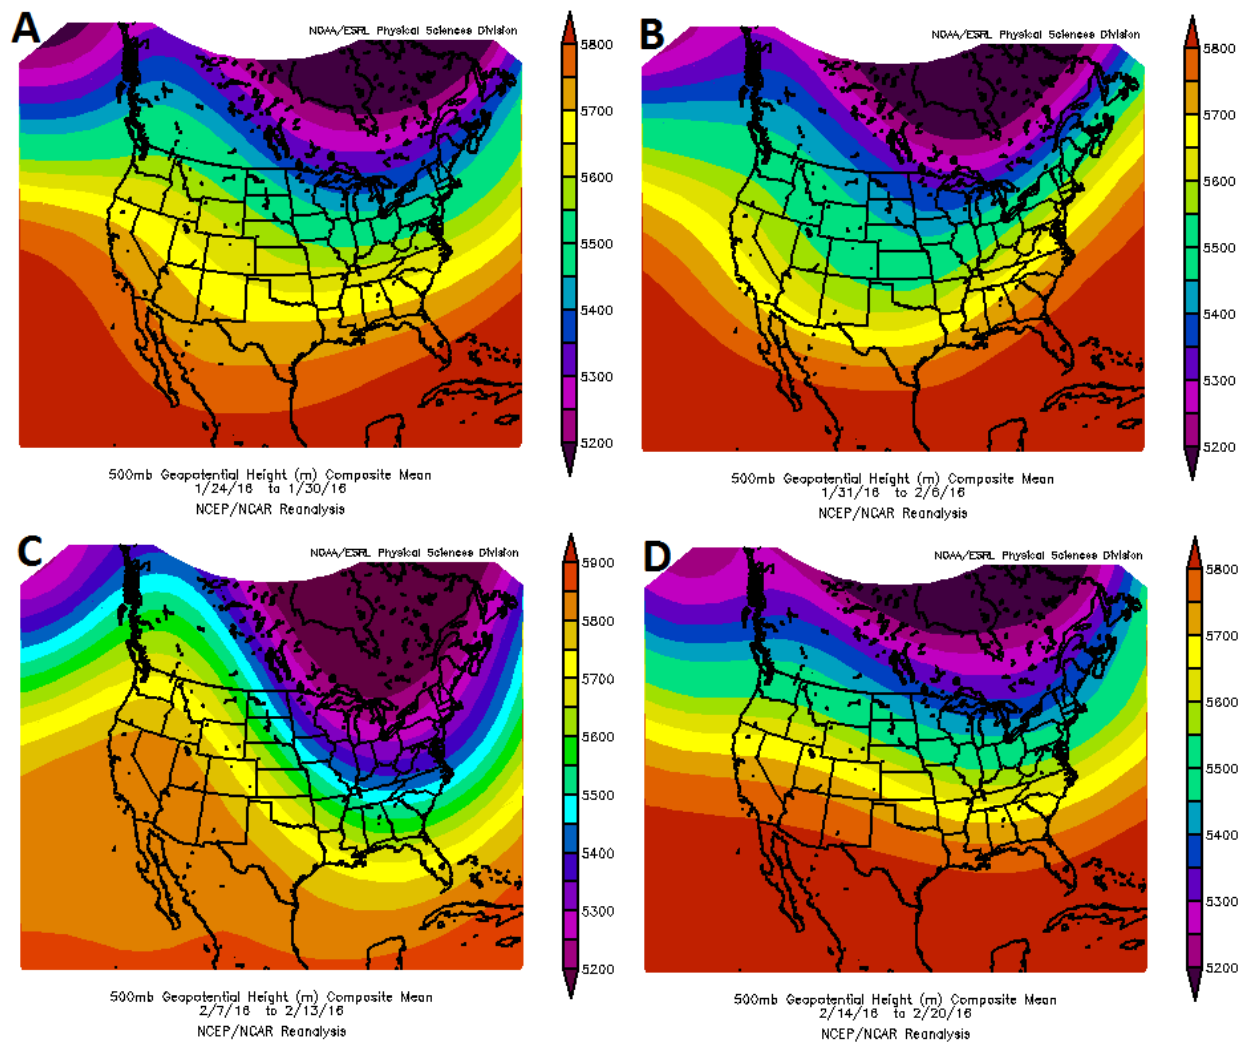 A
NOAA/ESRL Physical Sciences Division
5800
5700
5600
5500
5400
5300
5200
500mb Geopotential Height (m) Composite Mean
1/24/16 to 1/30/16
NCEP/NCAR Reanalysis
B
NOAA/ESRL Physical Sciences Division
5800
5700
5600
5500
5400
5300
5200
500mb Geopotential Height (m) Composite Mean
1/31/16 to 2/6/16
NCEP/NCAR Reanalysis
C
NOAA/ESRL Physical Sciences Division
5900
5800
5700
5600
5500
5400
5300
5200
500mb Geopotential Height (m) Composite Mean
2/7/16 to 2/13/16
NCEP/NCAR Reanalysis
D
NOAA/ESRL Physical Sciences Division
5800
5700
5600
5500
5400
5300
5200
500mb Geopotential Height (m) Composite Mean
2/14/16 to 2/20/16
NCEP/NCAR Reanalysis